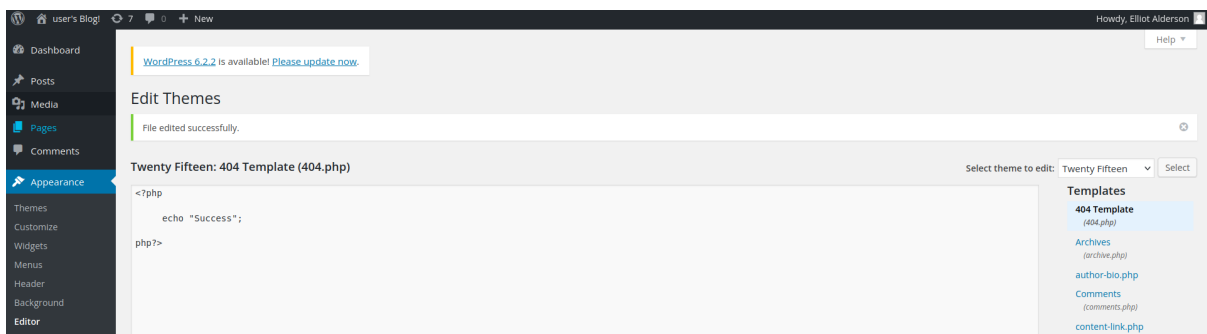 user's Blog! 7 0 + New Howdy, Elliot Alderson
Help
Dashboard
WordPress 6.2.2 is available! Please update now.
Posts
Media
Edit Themes
Pages
File edited successfully.
Comments
Twenty Fifteen: 404 Template (404.php) Select theme to edit: Twenty Fifteen Select
Appearance
<?php
Templates
404 Template
(404.php)
Themes
echo "Success";
Customize
php?>
Archives
(archive.php)
Widgets
Menus
author-bio.php
Header
Comments
(comments.php)
Background
Editor
content-link.php